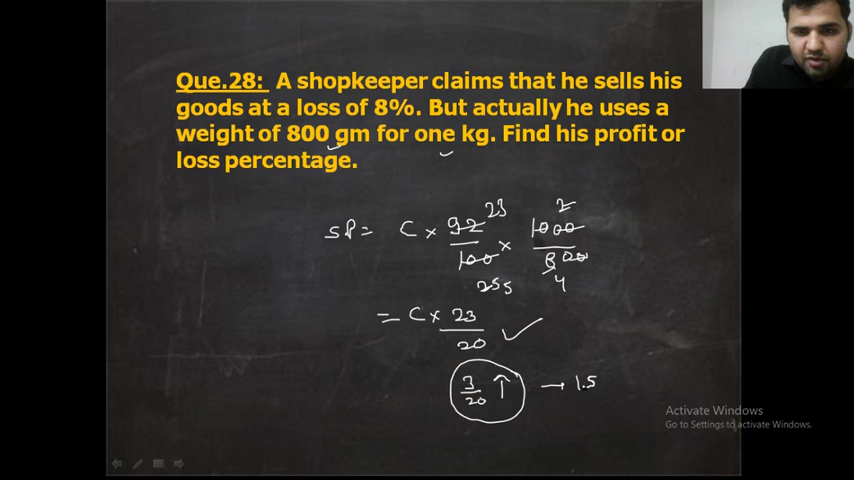 Que.28: A shopkeeper claims that he sells his
goods at a loss of 8%. But actually he uses a
weight of 800 gm for one kg. Find his profit or
loss percentage.
SP = C × 92/100 × 1000/800
23 2
25 5 4
= C × 23/20
3/20 ↑ → 1.5
Activate Windows
Go to Settings to activate Windows.